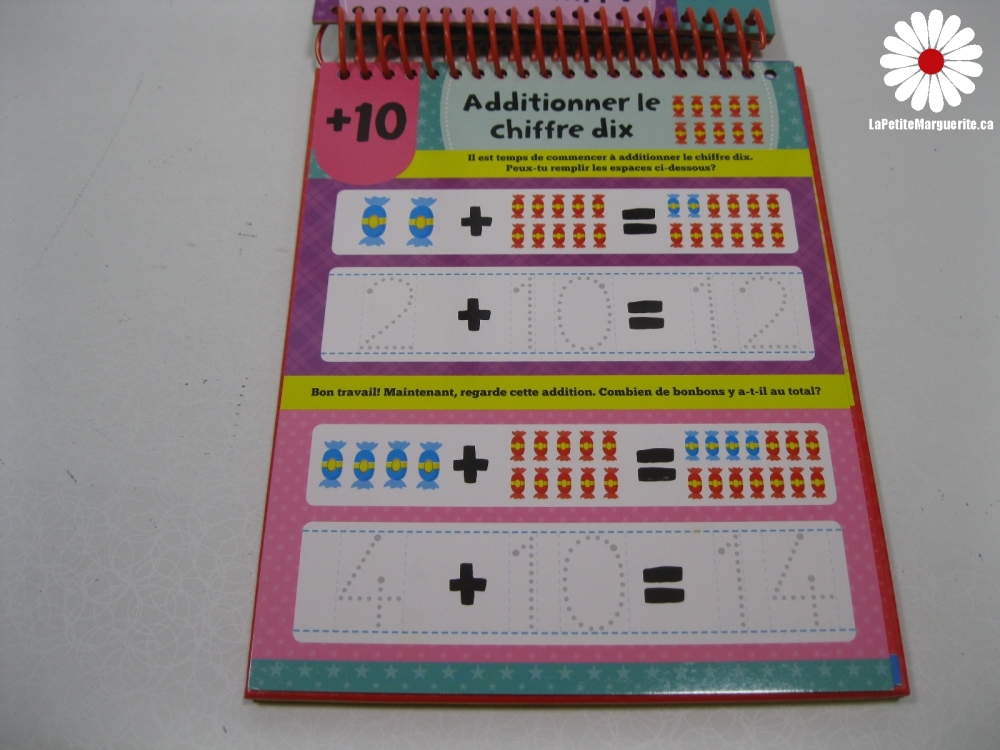 LaPetiteMarguerite.ca
+10
Additionner le
chiffre dix
Il est temps de commencer à additionner le chiffre dix.
Peux-tu remplir les espaces ci-dessous?
+ =
2 + 10 = 12
Bon travail! Maintenant, regarde cette addition. Combien de bonbons y a-t-il au total?
+ =
4 + 10 = 14